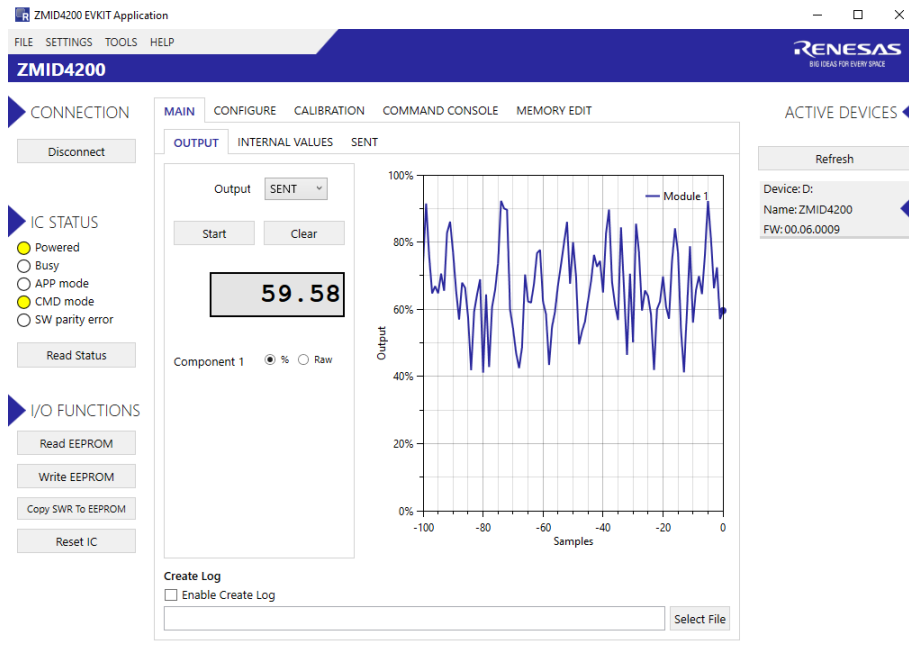 ZMID4200 EVKIT Application
FILE SETTINGS TOOLS HELP
RENESAS
BIG IDEAS FOR EVERY SPACE
ZMID4200
CONNECTION
Disconnect
IC STATUS
Powered
Busy
APP mode
CMD mode
SW parity error
Read Status
I/O FUNCTIONS
Read EEPROM
Write EEPROM
Copy SWR To EEPROM
Reset IC
MAIN CONFIGURE CALIBRATION COMMAND CONSOLE MEMORY EDIT
OUTPUT INTERNAL VALUES SENT
Output SENT
Start Clear
59.58
Component 1 % Raw
Module 1
100%
80%
60%
40%
20%
0%
Output
-100 -80 -60 -40 -20 0
Samples
Create Log
Enable Create Log
Select File
ACTIVE DEVICES
Refresh
Device: D:
Name: ZMID4200
FW: 00.06.0009